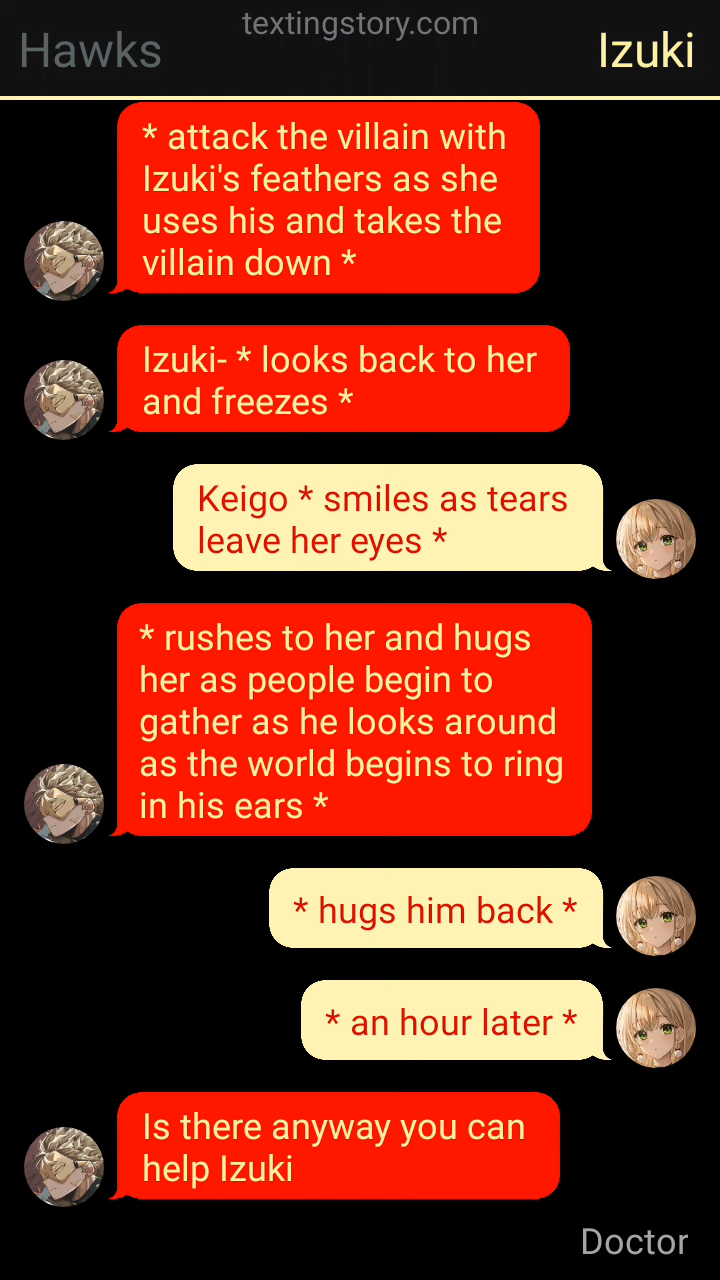 textingstory.com
Hawks
Izuki
* attack the villain with
Izuki's feathers as she
uses his and takes the
villain down *
Izuki- * looks back to her
and freezes *
Keigo * smiles as tears
leave her eyes *
* rushes to her and hugs
her as people begin to
gather as he looks around
as the world begins to ring
in his ears *
* hugs him back *
* an hour later *
Is there anyway you can
help Izuki
Doctor